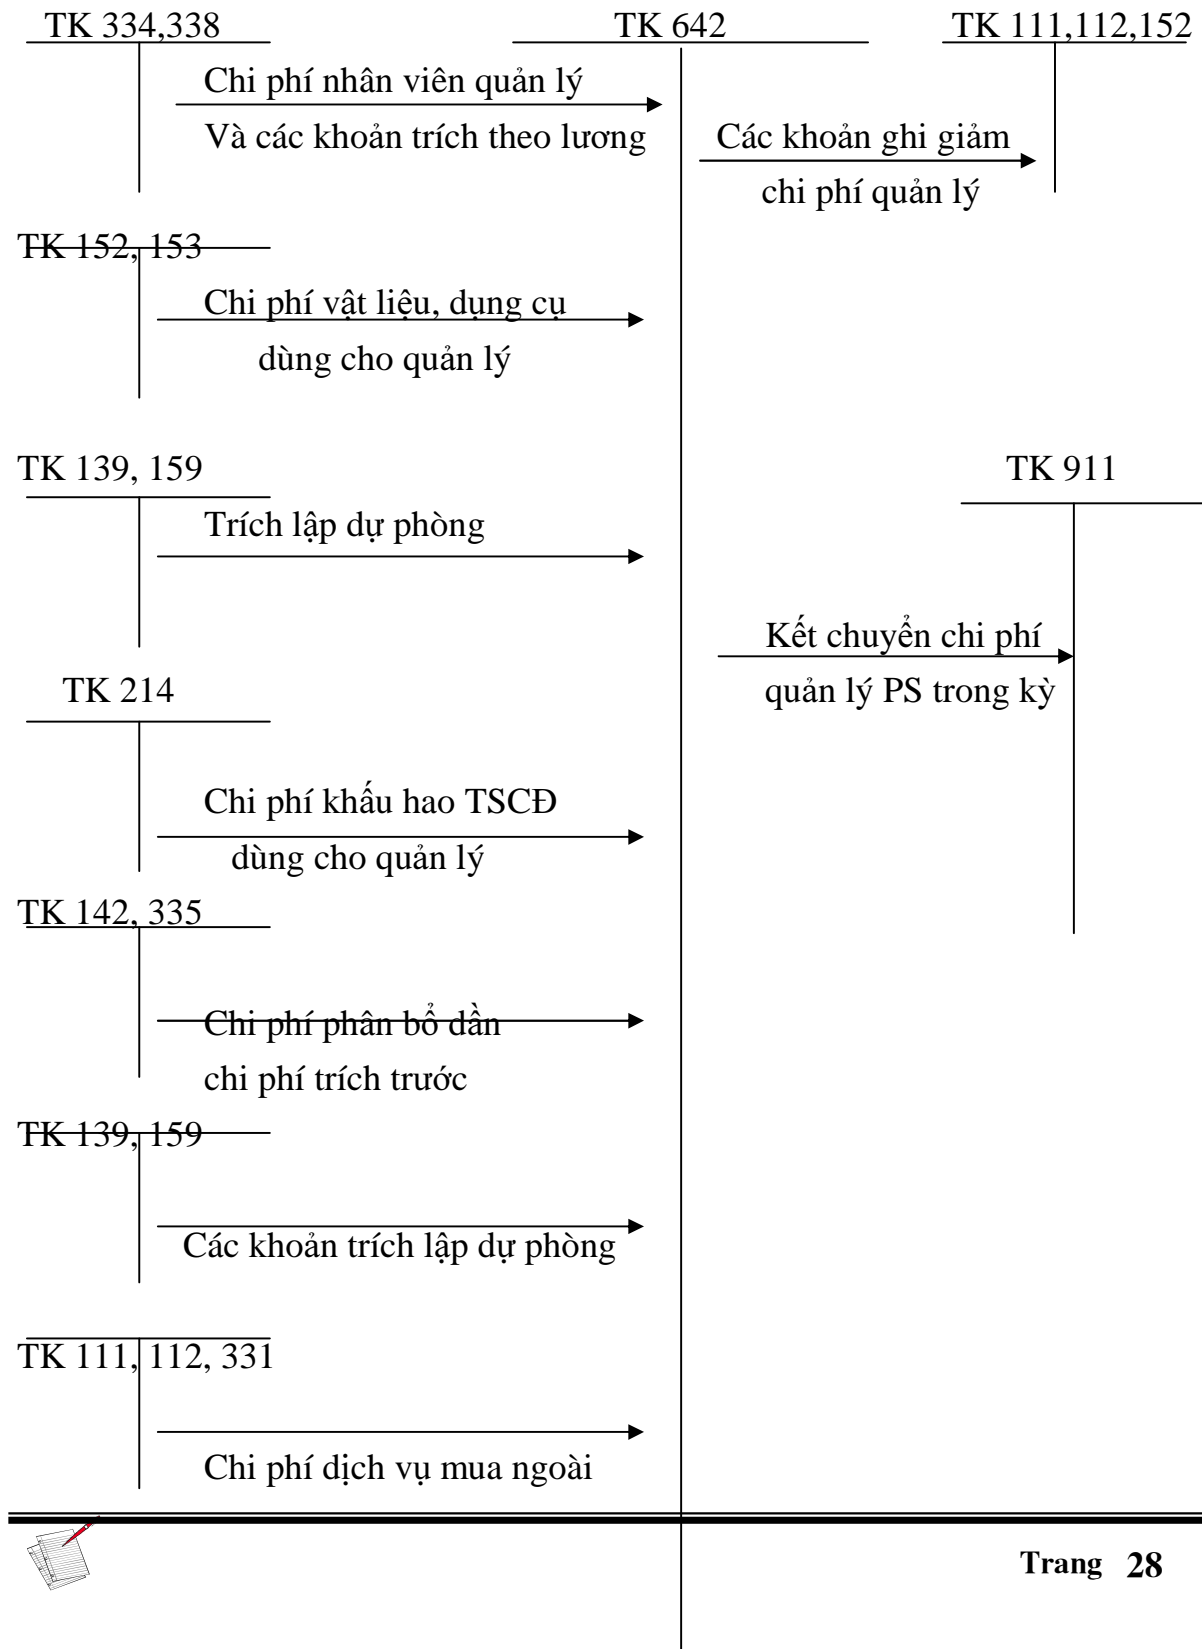 TK 334,338
TK 642
TK 111,112,152
Chi phí nhân viên quản lý
Và các khoản trích theo lương
Các khoản ghi giảm
chi phí quản lý
TK 152, 153
Chi phí vật liệu, dụng cụ
dùng cho quản lý
TK 139, 159
TK 911
Trích lập dự phòng
Kết chuyển chi phí
quản lý PS trong kỳ
TK 214
Chi phí khấu hao TSCĐ
dùng cho quản lý
TK 142, 335
Chi phí phân bổ dần
chi phí trích trước
TK 139, 159
Các khoản trích lập dự phòng
TK 111, 112, 331
Chi phí dịch vụ mua ngoài
Trang 28